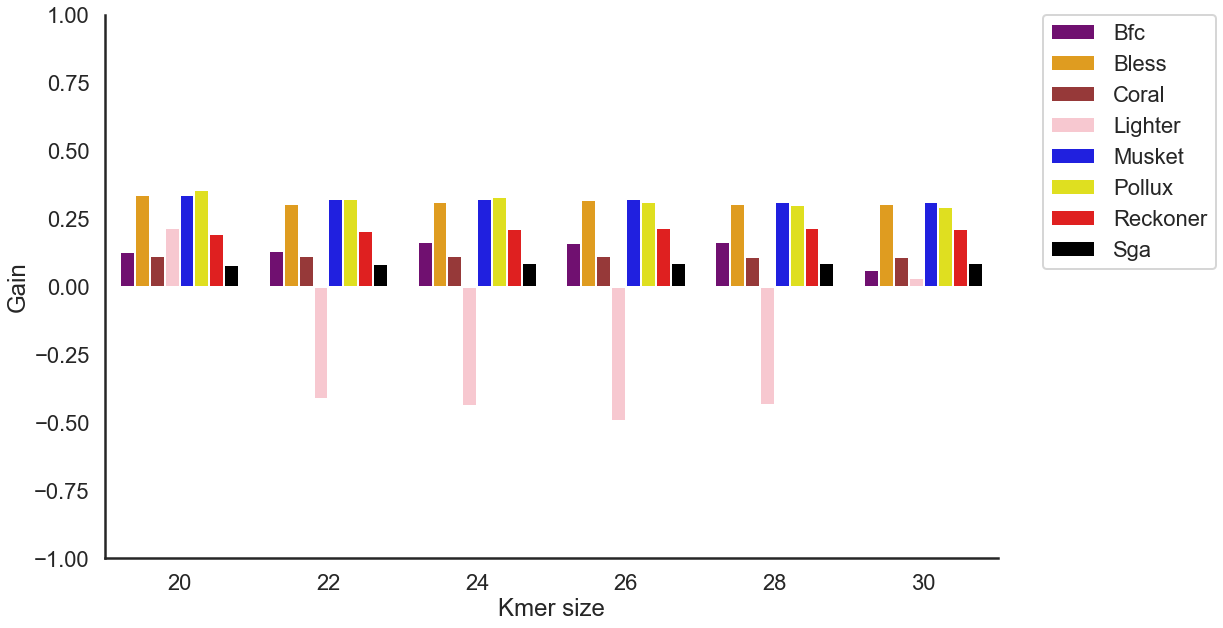 1.00
0.75
0.50
0.25
0.00
−0.25
−0.50
−0.75
−1.00
Gain
20 22 24 26 28 30
Kmer size
Bfc
Bless
Coral
Lighter
Musket
Pollux
Reckoner
Sga